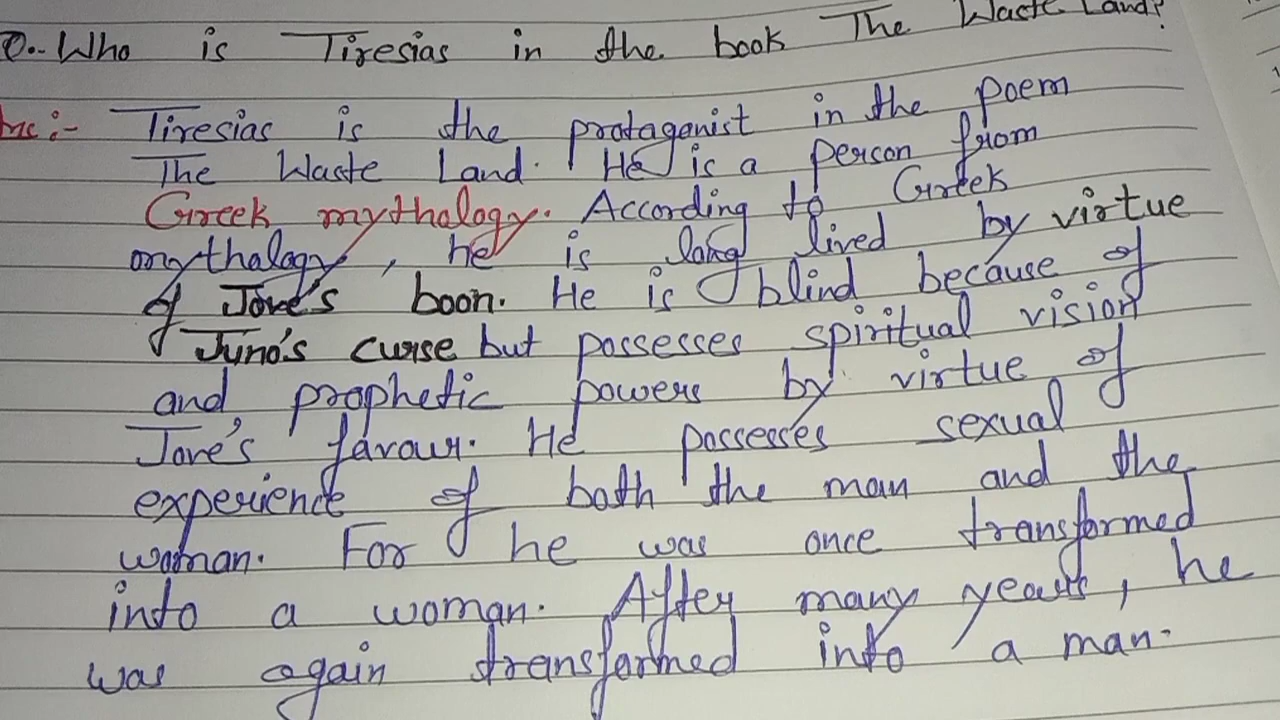 Q.- Who is Tiresias in the book The Waste Land?
Ans:- Tiresias is the protagonist in the poem
The Waste Land. He is a person from
Greek mythology. According to Greek
mythology, he is long lived by virtue
of Jove's boon. He is blind because of
Juno's curse but possesses spiritual vision
and prophetic powers by virtue of
Jove's favour. He possesses sexual
experience of both the man and the
woman. For he was once transformed
into a woman. After many years, he
was again transformed into a man.